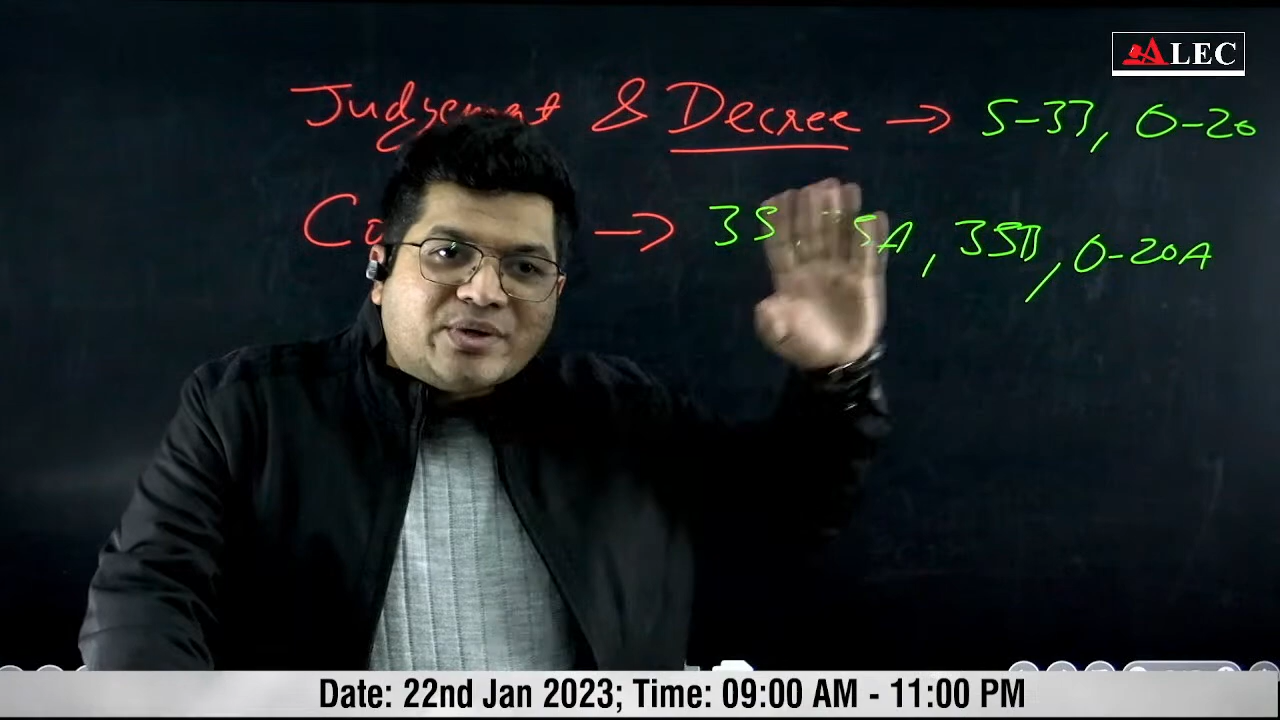 ALEC
Judgement & Decree → S-33, O-20
→ 35, 35A, 35B, O-20A
Date: 22nd Jan 2023; Time: 09:00 AM - 11:00 PM